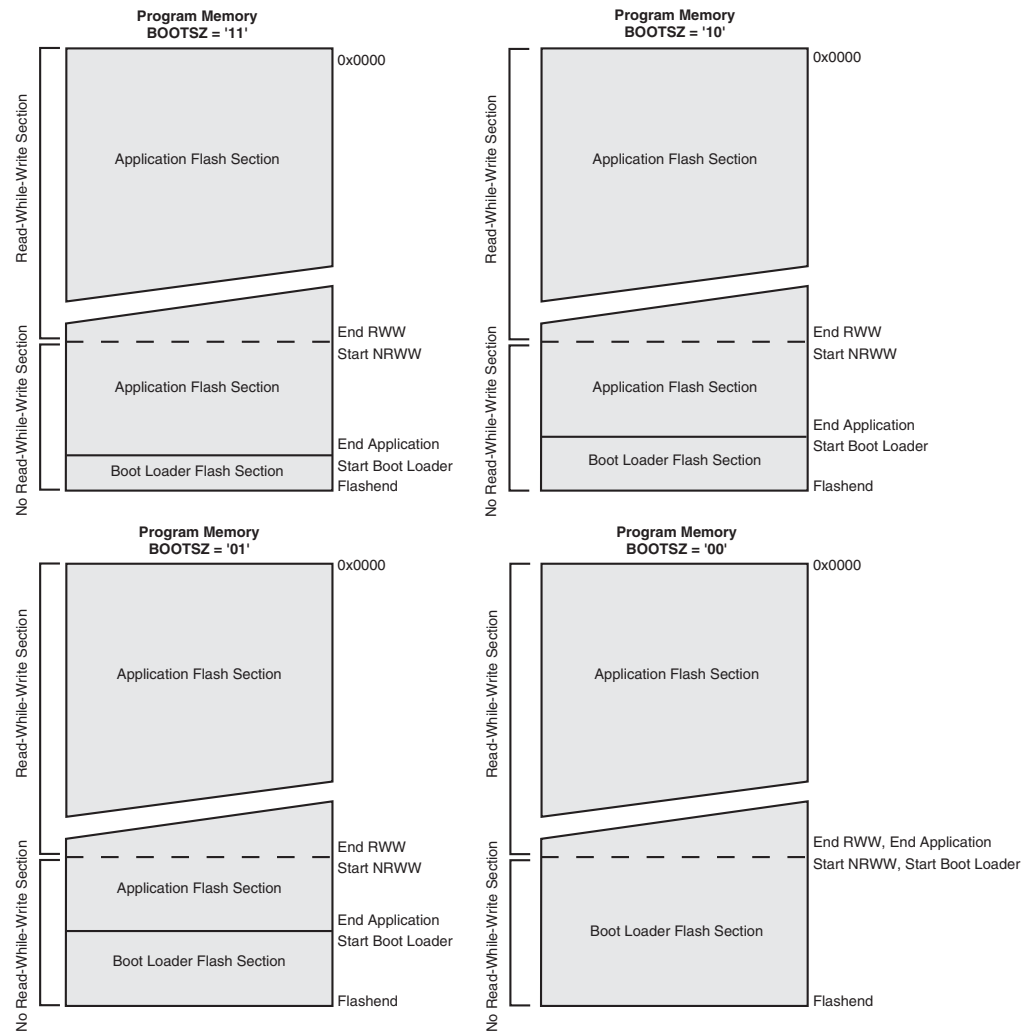 Program Memory
BOOTSZ = '11'
0x0000
Read-While-Write Section
Application Flash Section
End RWW
Start NRWW
No Read-While-Write Section
Application Flash Section
End Application
Start Boot Loader
Boot Loader Flash Section
Flashend
Program Memory
BOOTSZ = '10'
0x0000
Read-While-Write Section
Application Flash Section
End RWW
Start NRWW
No Read-While-Write Section
Application Flash Section
End Application
Start Boot Loader
Boot Loader Flash Section
Flashend
Program Memory
BOOTSZ = '01'
0x0000
Read-While-Write Section
Application Flash Section
End RWW
Start NRWW
No Read-While-Write Section
Application Flash Section
End Application
Start Boot Loader
Boot Loader Flash Section
Flashend
Program Memory
BOOTSZ = '00'
0x0000
Read-While-Write Section
Application Flash Section
End RWW, End Application
Start NRWW, Start Boot Loader
No Read-While-Write Section
Boot Loader Flash Section
Flashend